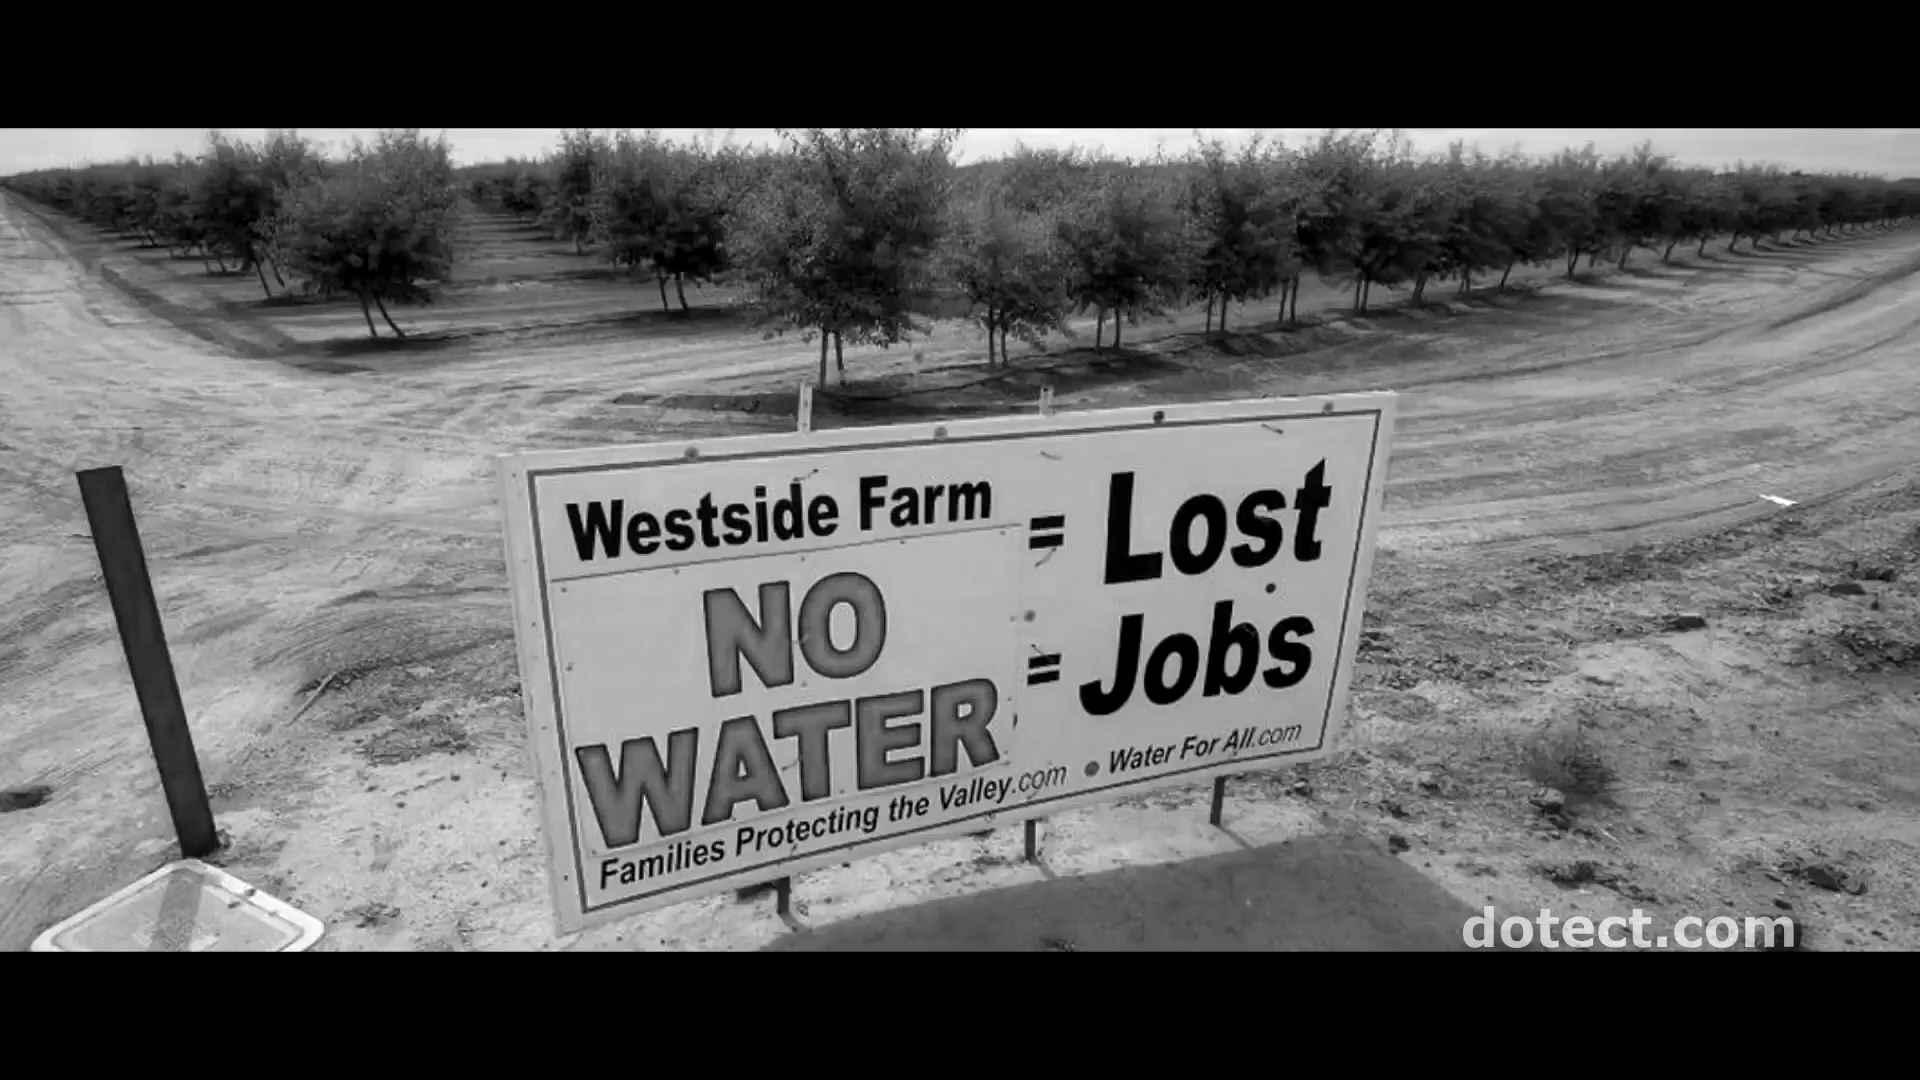 Westside Farm
NO
WATER
= Lost
= Jobs
Families Protecting the Valley.com • Water For All.com
dotect.com